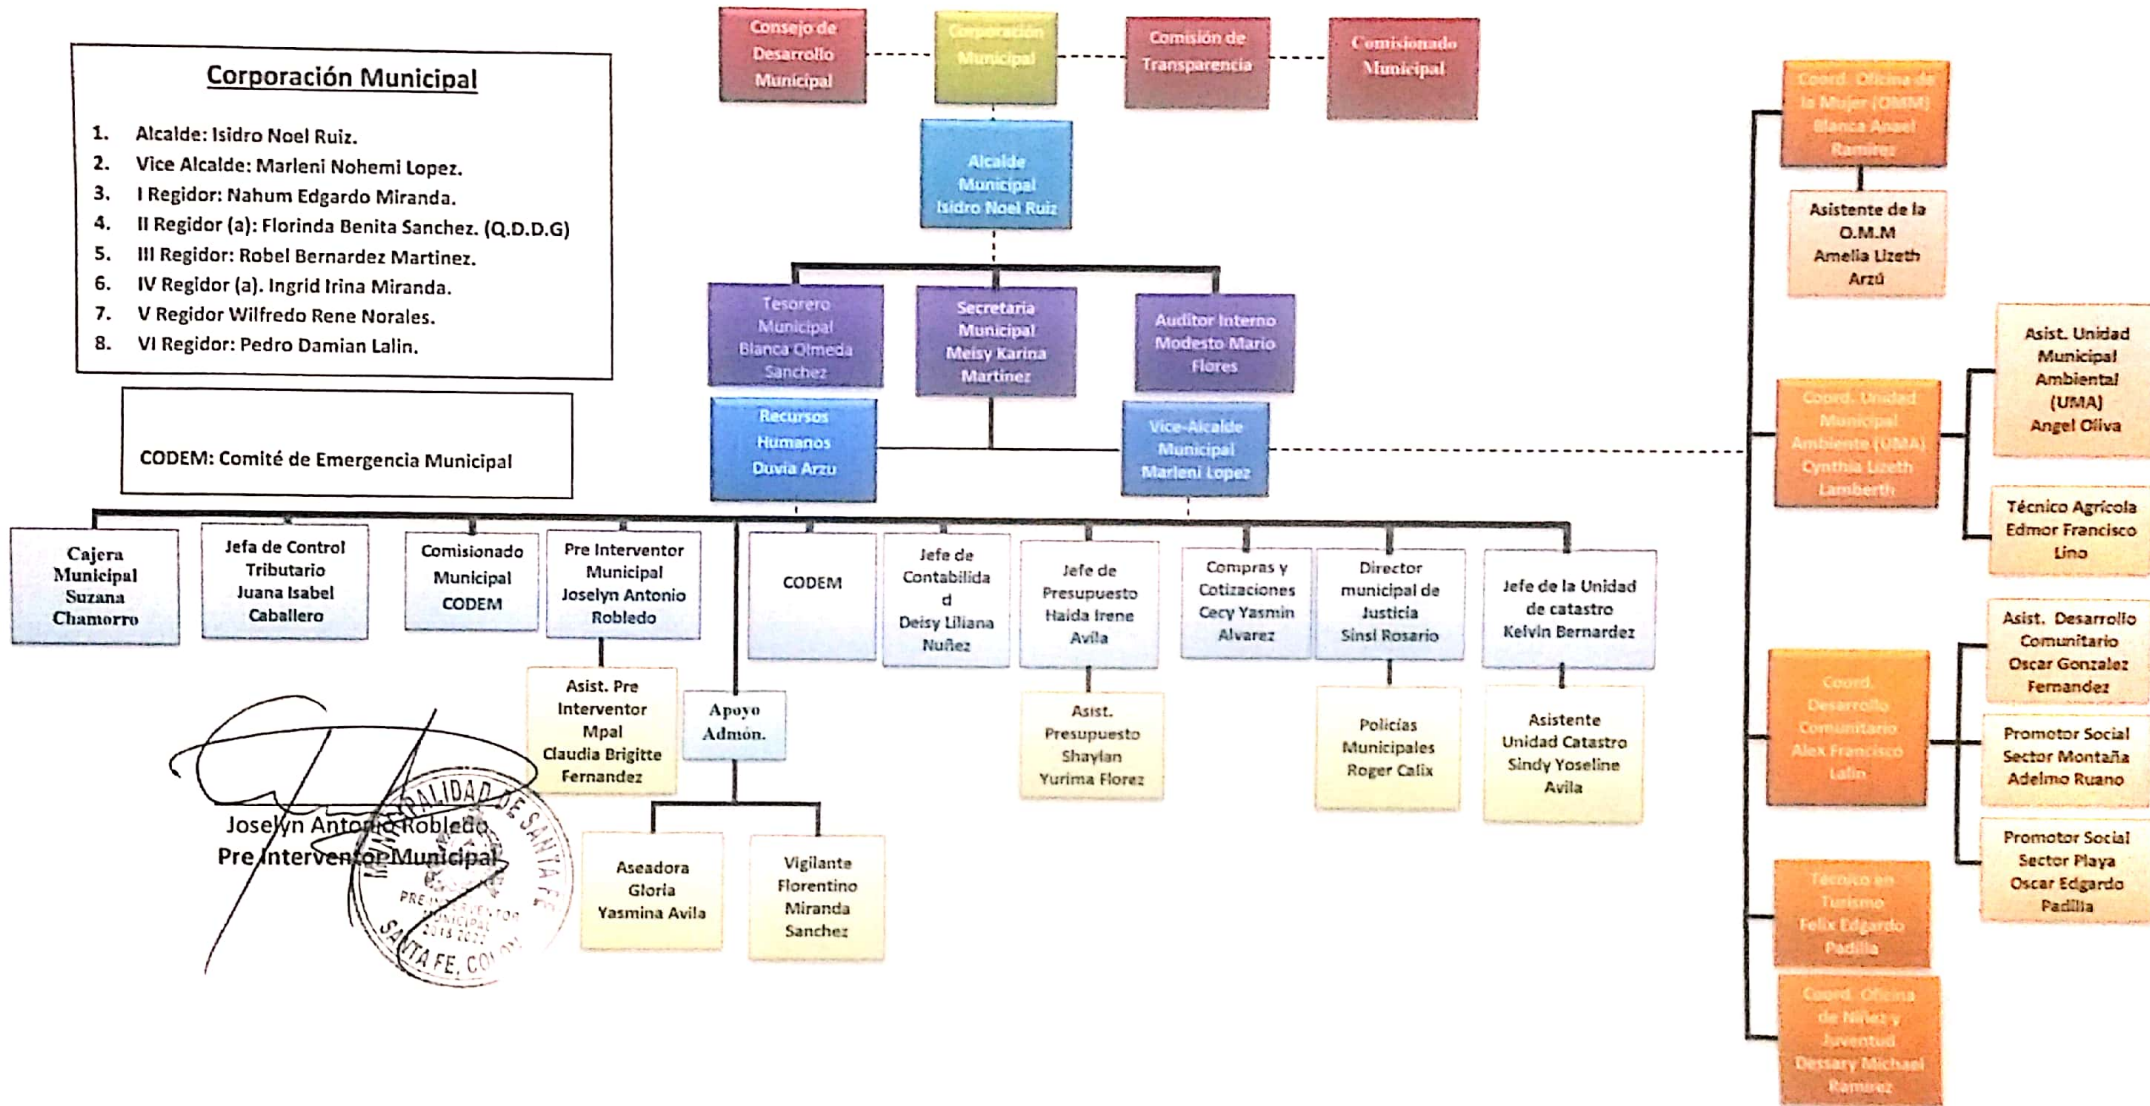 Corporación Municipal
1. Alcalde: Isidro Noel Ruiz.
2. Vice Alcalde: Marleni Nohemi Lopez.
3. I Regidor: Nahum Edgardo Miranda.
4. II Regidor (a): Florinda Benita Sanchez. (Q.D.D.G)
5. III Regidor: Robel Bernardez Martinez.
6. IV Regidor (a). Ingrid Irina Miranda.
7. V Regidor Wilfredo Rene Norales.
8. VI Regidor: Pedro Damian Lalin.
CODEM: Comité de Emergencia Municipal
Consejo de
Desarrollo
Municipal
Corporación
Municipal
Comisión de
Transparencia
Comisionado
Municipal
Alcalde
Municipal
Isidro Noel Ruiz
Tesorero
Municipal
Blanca Olmeda
Sanchez
Secretaria
Municipal
Meisy Karina
Martinez
Auditor Interno
Modesto Mario
Flores
Recursos
Humanos
Duvia Arzu
Vice-Alcalde
Municipal
Marleni Lopez
Cajera
Municipal
Suzana
Chamorro
Jefa de Control
Tributario
Juana Isabel
Caballero
Comisionado
Municipal
CODEM
Pre Interventor
Municipal
Joselyn Antonio
Robledo
CODEM
Jefe de
Contabilida
d
Deisy Liliana
Nuñez
Jefe de
Presupuesto
Haida Irene
Avila
Compras y
Cotizaciones
Cecy Yasmin
Alvarez
Director
municipal de
Justicia
Sinsl Rosario
Jefe de la Unidad
de catastro
Kelvin Bernardez
Asist. Pre
Interventor
Mpal
Claudia Brigitte
Fernandez
Apoyo
Admón.
Asist.
Presupuesto
Shaylan
Yurima Florez
Policías
Municipales
Roger Calix
Asistente
Unidad Catastro
Sindy Yoseline
Avila
Aseadora
Gloria
Yasmina Avila
Vigilante
Florentino
Miranda
Sanchez
Coord. Oficina de
la Mujer (OMM)
Blanca Anael
Ramirez
Asistente de la
O.M.M
Amelia Lizeth
Arzú
Coord. Unidad
Municipal
Ambiente (UMA)
Cynthia Lizeth
Lamberth
Asist. Unidad
Municipal
Ambiental
(UMA)
Angel Oliva
Técnico Agrícola
Edmor Francisco
Lino
Coord.
Desarrollo
Comunitario
Alex Francisco
Lalin
Asist. Desarrollo
Comunitario
Oscar Gonzalez
Fernandez
Promotor Social
Sector Montaña
Adelmo Ruano
Promotor Social
Sector Playa
Oscar Edgardo
Padilla
Técnico en
Turismo
Felix Edgardo
Padilla
Coord. Oficina
de Niñez y
Juventud
Dessary Michael
Ramirez
Joselyn Antonio Robledo
Pre Interventor Municipal
MUNICIPALIDAD DE SANTA FE
PRE INTERVENTOR
MUNICIPAL
SANTA FE, COLON